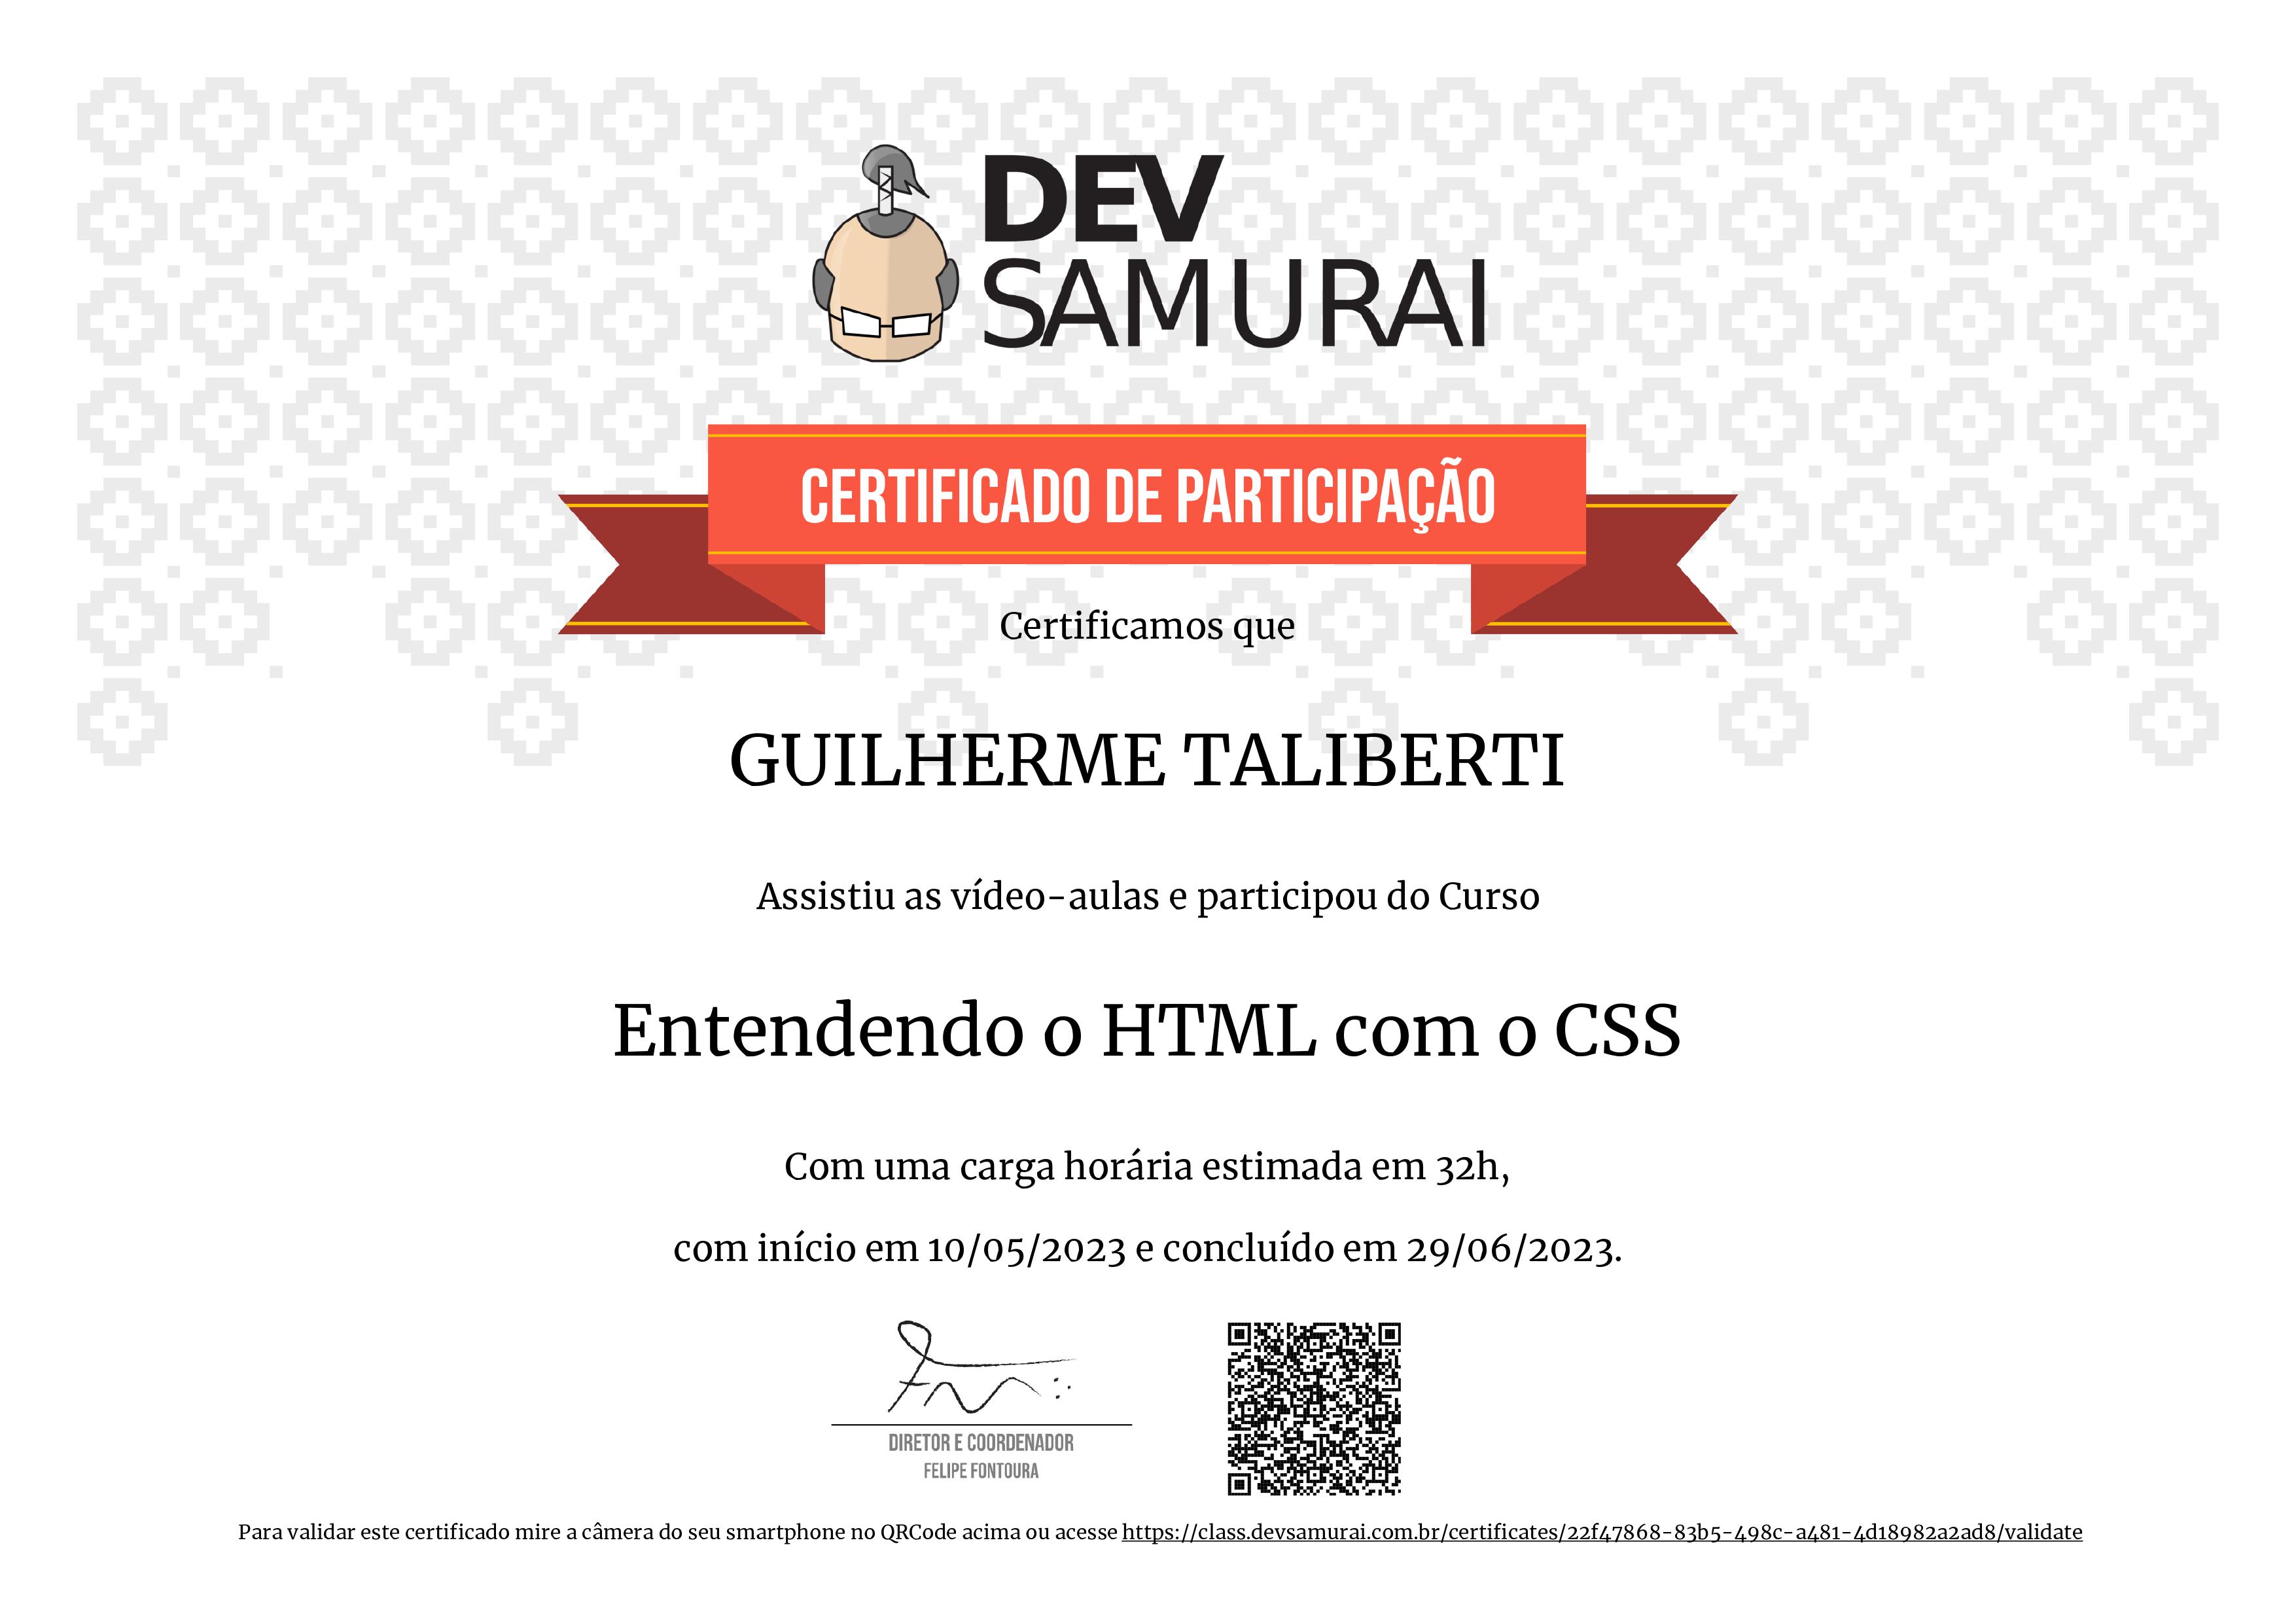 DEV
SAMURAI
CERTIFICADO DE PARTICIPAÇÃO
Certificamos que
GUILHERME TALIBERTI
Assistiu as vídeo-aulas e participou do Curso
Entendendo o HTML com o CSS
Com uma carga horária estimada em 32h,
com início em 10/05/2023 e concluído em 29/06/2023.
DIRETOR E COORDENADOR
FELIPE FONTOURA
Para validar este certificado mire a câmera do seu smartphone no QRCode acima ou acesse https://class.devsamurai.com.br/certificates/22f47868-83b5-498c-a481-4d18982a2ad8/validate